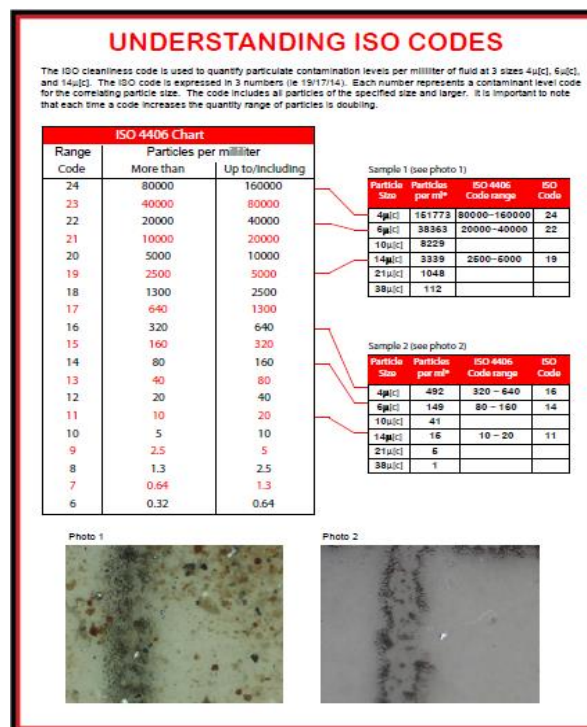 UNDERSTANDING ISO CODES
The ISO cleanliness code is used to quantify particulate contamination levels per milliliter of fluid at 3 sizes 4µ[c], 6µ[c],
and 14µ[c]. The ISO code is expressed in 3 numbers (ie 19/17/14). Each number represents a contaminant level code
for the correlating particle size. The code includes all particles of the specified size and larger. It is important to note
that each time a code increases the quantity range of particles is doubling.
ISO 4406 Chart
Range Particles per milliliter
Code More than Up to/including
24 80000 160000
23 40000 80000
22 20000 40000
21 10000 20000
20 5000 10000
19 2500 5000
18 1300 2500
17 640 1300
16 320 640
15 160 320
14 80 160
13 40 80
12 20 40
11 10 20
10 5 10
9 2.5 5
8 1.3 2.5
7 0.64 1.3
6 0.32 0.64
Sample 1 (see photo 1)
Particle Particles ISO 4406 ISO
Size per ml* Code range Code
4µ[c] 151773 80000~160000 24
6µ[c] 38363 20000~40000 22
10µ[c] 8229
14µ[c] 3339 2500~5000 19
21µ[c] 1048
38µ[c] 112
Sample 2 (see photo 2)
Particle Particles ISO 4406 ISO
Size per ml* Code range Code
4µ[c] 492 320 ~ 640 16
6µ[c] 149 80 ~ 160 14
10µ[c] 41
14µ[c] 15 10 ~ 20 11
21µ[c] 5
38µ[c] 1
Photo 1
Photo 2